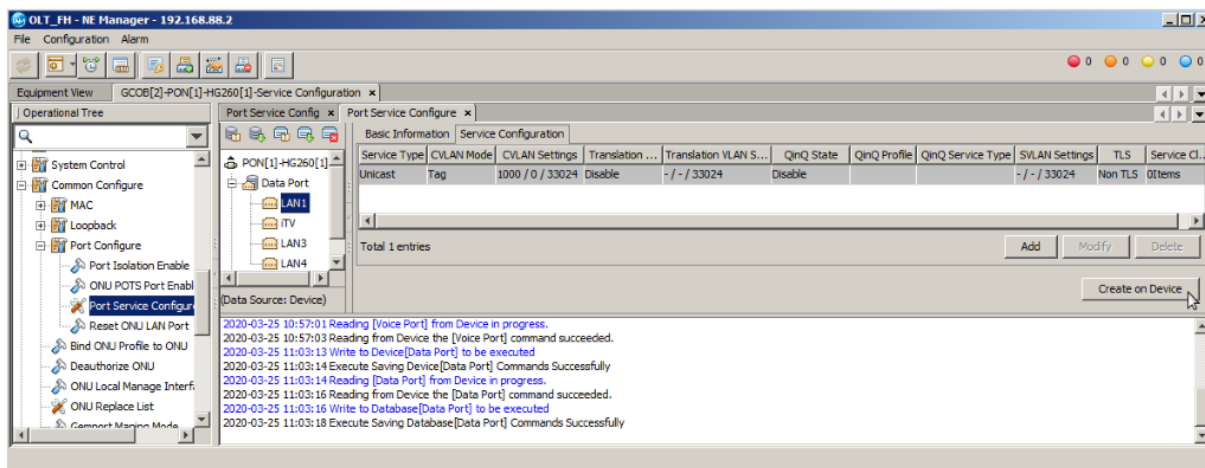 OLT_FH - NE Manager - 192.168.88.2
File Configuration Alarm
0 0 0 0
Equipment View GCOB[2]-PON[1]-HG260[1]-Service Configuration
Operational Tree
Port Service Config Port Service Configure
Basic Information Service Configuration
System Control
Common Configure
MAC
Loopback
Port Configure
Port Isolation Enable
ONU POTS Port Enabl
Port Service Configure
Reset ONU LAN Port
Bind ONU Profile to ONU
Deauthorize ONU
ONU Local Manage Interf
ONU Replace List
Gemport Maping Mode
PON[1]-HG260[1]
Data Port
LAN1
iTV
LAN3
LAN4
(Data Source: Device)
Service Type CVLAN Mode CVLAN Settings Translation ... Translation VLAN S... QinQ State QinQ Profile QinQ Service Type SVLAN Settings TLS Service Cl...
Unicast Tag 1000 / 0 / 33024 Disable - / - / 33024 Disable - / - / 33024 Non TLS 0Items
Total 1 entries
Add Modify Delete
Create on Device
2020-03-25 10:57:01 Reading [Voice Port] from Device in progress.
2020-03-25 10:57:03 Reading from Device the [Voice Port] command succeeded.
2020-03-25 11:03:13 Write to Device[Data Port] to be executed
2020-03-25 11:03:14 Execute Saving Device[Data Port] Commands Successfully
2020-03-25 11:03:14 Reading [Data Port] from Device in progress.
2020-03-25 11:03:16 Reading from Device the [Data Port] command succeeded.
2020-03-25 11:03:16 Write to Database[Data Port] to be executed
2020-03-25 11:03:18 Execute Saving Database[Data Port] Commands Successfully